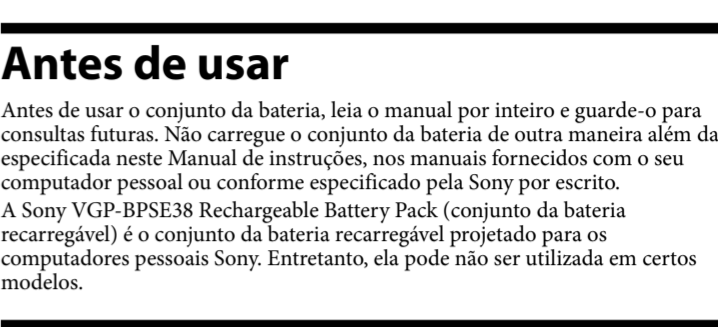 Antes de usar
Antes de usar o conjunto da bateria, leia o manual por inteiro e guarde-o para
consultas futuras. Não carregue o conjunto da bateria de outra maneira além da
especificada neste Manual de instruções, nos manuais fornecidos com o seu
computador pessoal ou conforme especificado pela Sony por escrito.
A Sony VGP-BPSE38 Rechargeable Battery Pack (conjunto da bateria
recarregável) é o conjunto da bateria recarregável projetado para os
computadores pessoais Sony. Entretanto, ela pode não ser utilizada em certos
modelos.